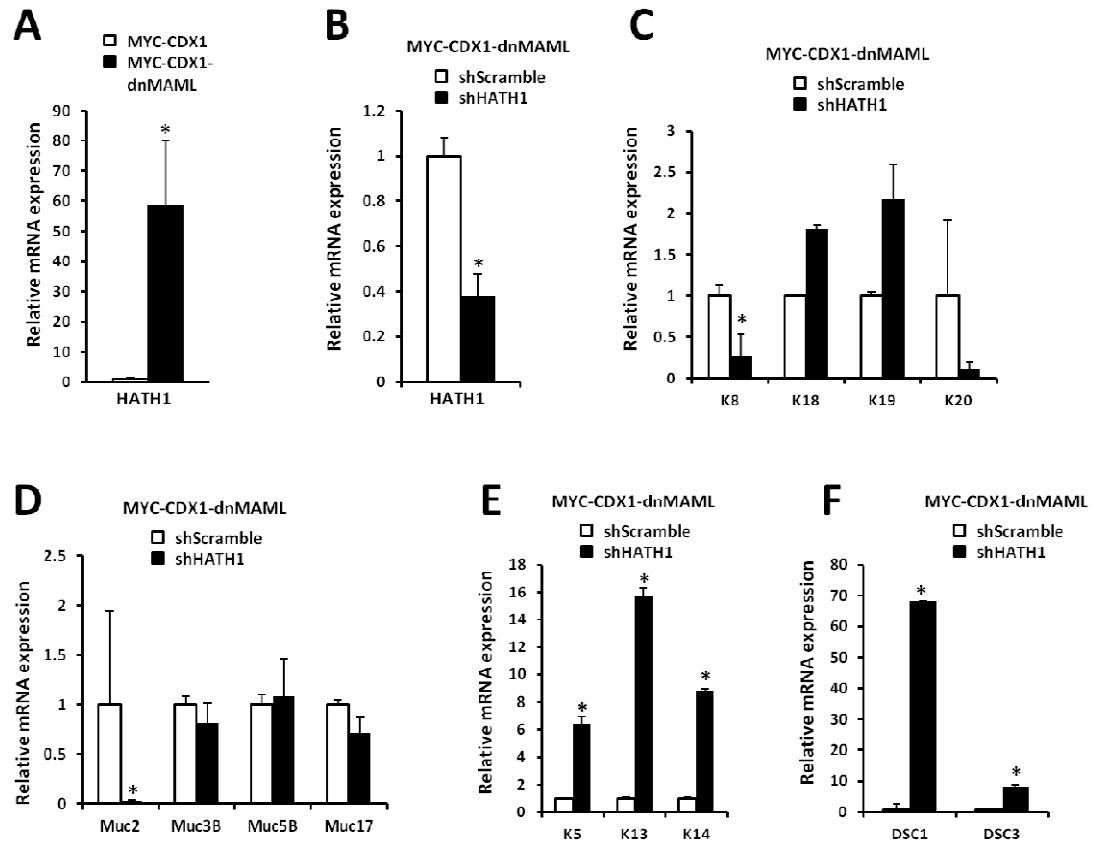 A
MYC-CDX1
MYC-CDX1-
dnMAML
Relative mRNA expression
90
80
70
60
50
40
30
20
10
0
*
HATH1
B
MYC-CDX1-dnMAML
shScramble
shHATH1
Relative mRNA expression
1.2
1
0.8
0.6
0.4
0.2
0
*
HATH1
C
MYC-CDX1-dnMAML
shScramble
shHATH1
Relative mRNA expression
3
2.5
2
1.5
1
0.5
0
*
K8 K18 K19 K20
D
MYC-CDX1-dnMAML
shScramble
shHATH1
Relative mRNA expression
2.5
2
1.5
1
0.5
0
*
Muc2 Muc3B Muc5B Muc17
E
MYC-CDX1-dnMAML
shScramble
shHATH1
Relative mRNA expression
18
16
14
12
10
8
6
4
2
0
* * *
K5 K13 K14
F
MYC-CDX1-dnMAML
shScramble
shHATH1
Relative mRNA expression
80
70
60
50
40
30
20
10
0
* *
DSC1 DSC3